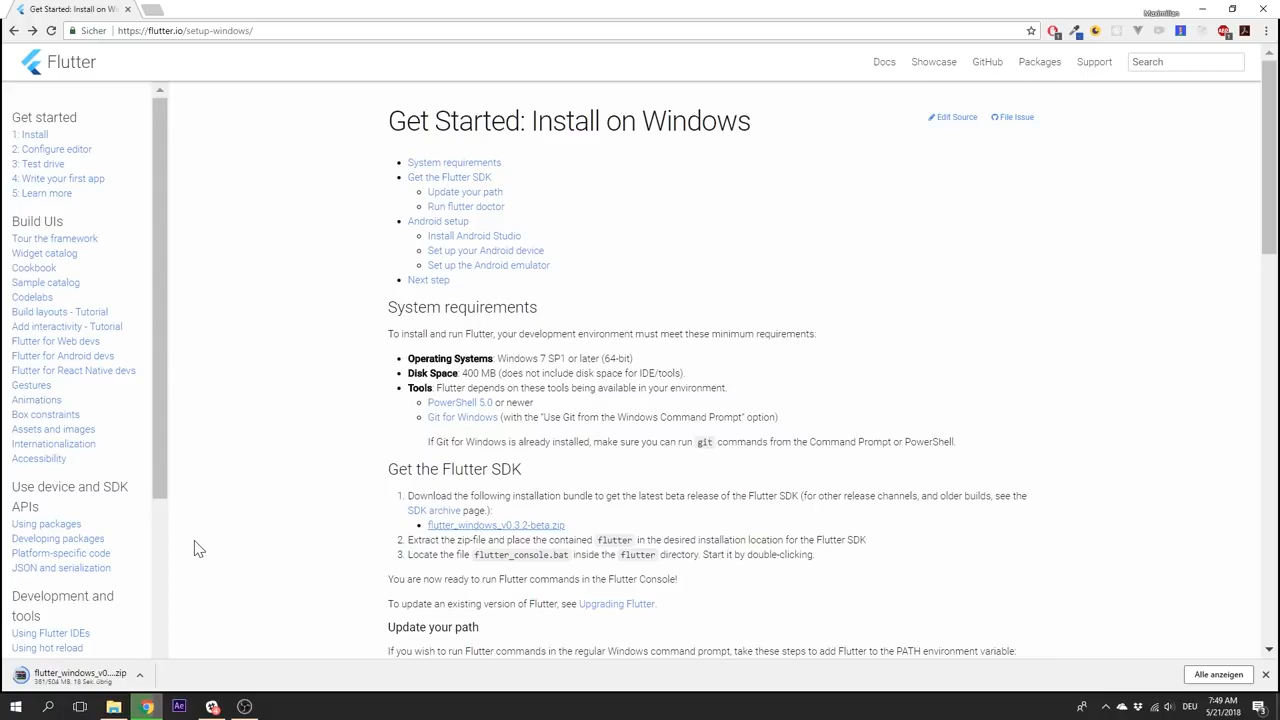 Get Started: Install on Wi
Maximilian
Sicher
https://flutter.io/setup-windows/
Flutter
Docs
Showcase
GitHub
Packages
Support
Search
Get started
1: Install
2: Configure editor
3: Test drive
4: Write your first app
5: Learn more
Build UIs
Tour the framework
Widget catalog
Cookbook
Sample catalog
Codelabs
Build layouts - Tutorial
Add interactivity - Tutorial
Flutter for Web devs
Flutter for Android devs
Flutter for React Native devs
Gestures
Animations
Box constraints
Assets and images
Internationalization
Accessibility
Use device and SDK
APIs
Using packages
Developing packages
Platform-specific code
JSON and serialization
Development and
tools
Using Flutter IDEs
Using hot reload
Get Started: Install on Windows
Edit Source
File Issue
System requirements
Get the Flutter SDK
Update your path
Run flutter doctor
Android setup
Install Android Studio
Set up your Android device
Set up the Android emulator
Next step
System requirements
To install and run Flutter, your development environment must meet these minimum requirements:
Operating Systems: Windows 7 SP1 or later (64-bit)
Disk Space: 400 MB (does not include disk space for IDE/tools).
Tools: Flutter depends on these tools being available in your environment.
PowerShell 5.0 or newer
Git for Windows (with the "Use Git from the Windows Command Prompt" option)
If Git for Windows is already installed, make sure you can run git commands from the Command Prompt or PowerShell.
Get the Flutter SDK
1. Download the following installation bundle to get the latest beta release of the Flutter SDK (for other release channels, and older builds, see the
SDK archive page.):
flutter_windows_v0.3.2-beta.zip
2. Extract the zip-file and place the contained flutter in the desired installation location for the Flutter SDK
3. Locate the file flutter_console.bat inside the flutter directory. Start it by double-clicking.
You are now ready to run Flutter commands in the Flutter Console!
To update an existing version of Flutter, see Upgrading Flutter.
Update your path
If you wish to run Flutter commands in the regular Windows command prompt, take these steps to add Flutter to the PATH environment variable:
flutter_windows_v0....zip
361/504 MB, 18 Sek. übrig
Alle anzeigen
Ae
DEU
7:49 AM
5/21/2018